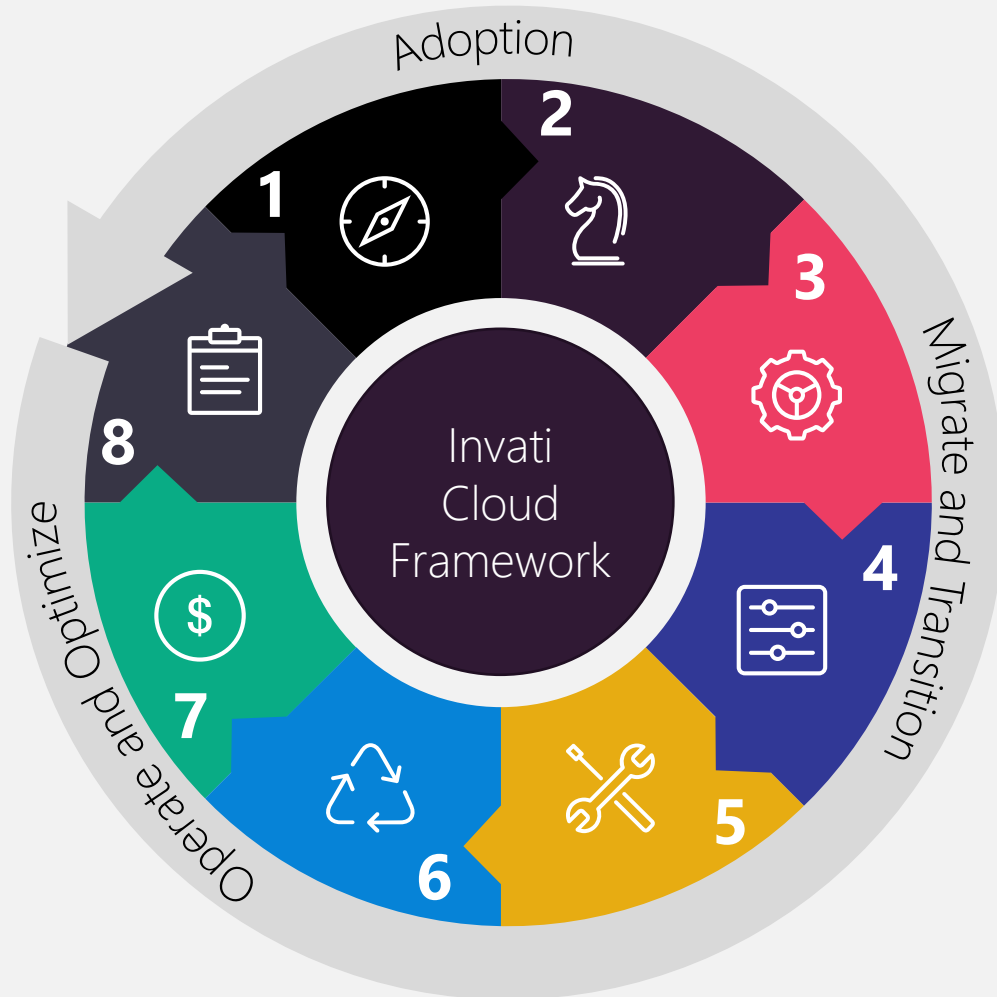 Adoption
1
2
3
4
5
6
7
8
$
Migrate and Transition
Operate and Optimize
Invati
Cloud
Framework